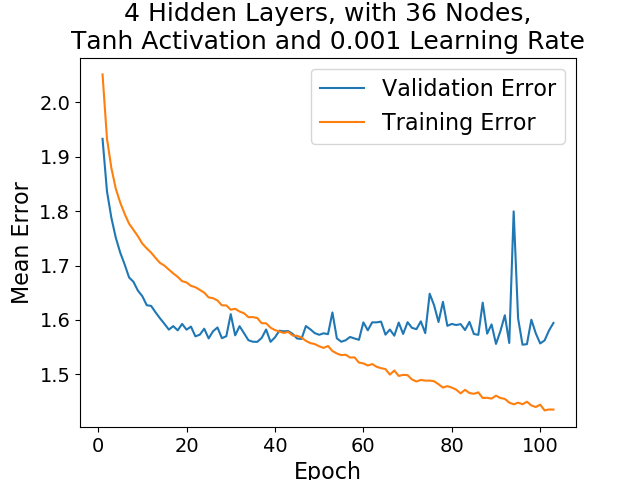 4 Hidden Layers, with 36 Nodes,
Tanh Activation and 0.001 Learning Rate
Validation Error
Training Error
Mean Error
2.0
1.9
1.8
1.7
1.6
1.5
0 20 40 60 80 100
Epoch